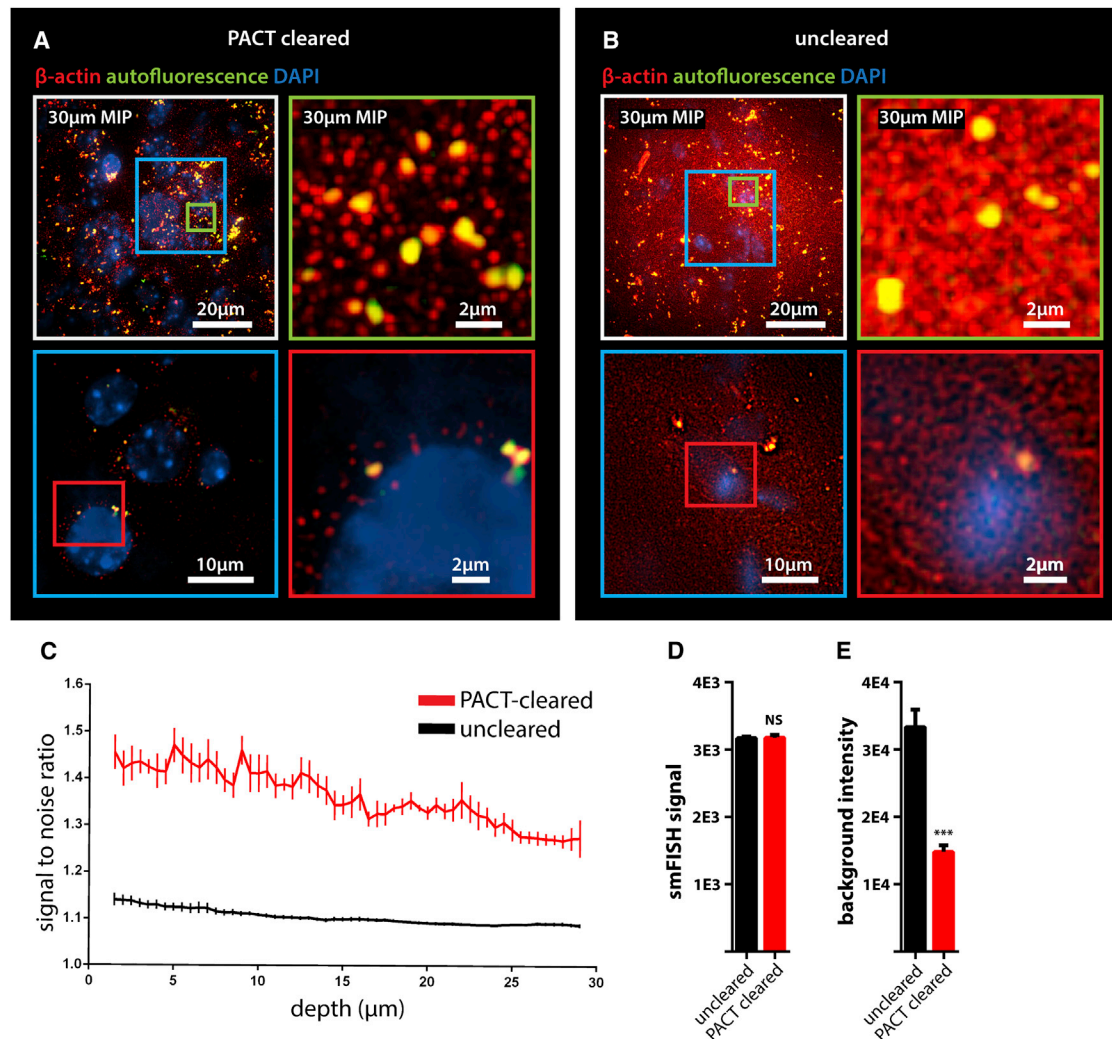 A
PACT cleared
β-actin autofluorescence DAPI
30µm MIP
20µm
30µm MIP
2µm
10µm
2µm
B
uncleared
β-actin autofluorescence DAPI
30µm MIP
20µm
30µm MIP
2µm
10µm
2µm
C
1.6
1.5
1.4
1.3
1.2
1.1
1.0
signal to noise ratio
PACT-cleared
uncleared
0
5
10
15
20
25
30
depth (µm)
D
4E3
3E3
2E3
1E3
smFISH signal
NS
uncleared
PACT cleared
E
4E4
3E4
2E4
1E4
background intensity
***
uncleared
PACT cleared